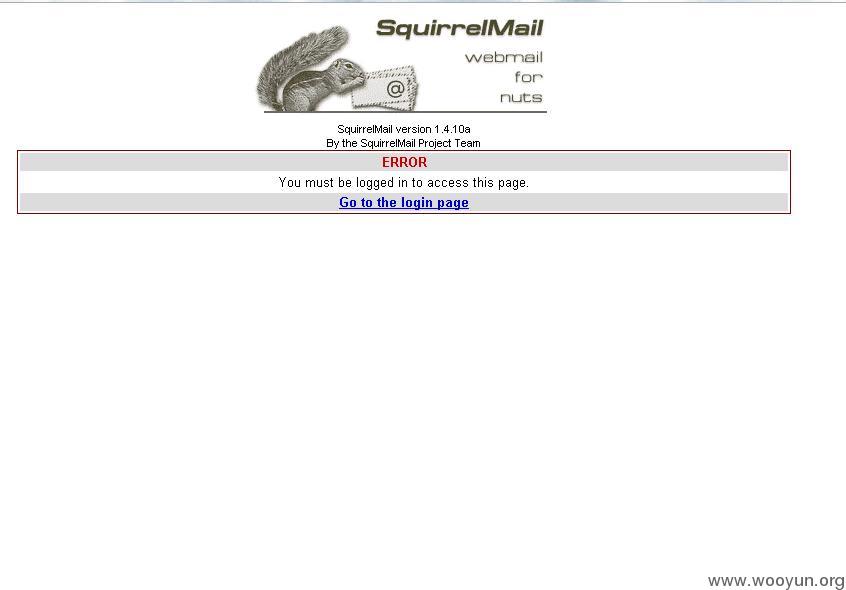 SquirrelMail
webmail
for
nuts
@
SquirrelMail version 1.4.10a
By the SquirrelMail Project Team
ERROR
You must be logged in to access this page.
Go to the login page
www.wooyun.org